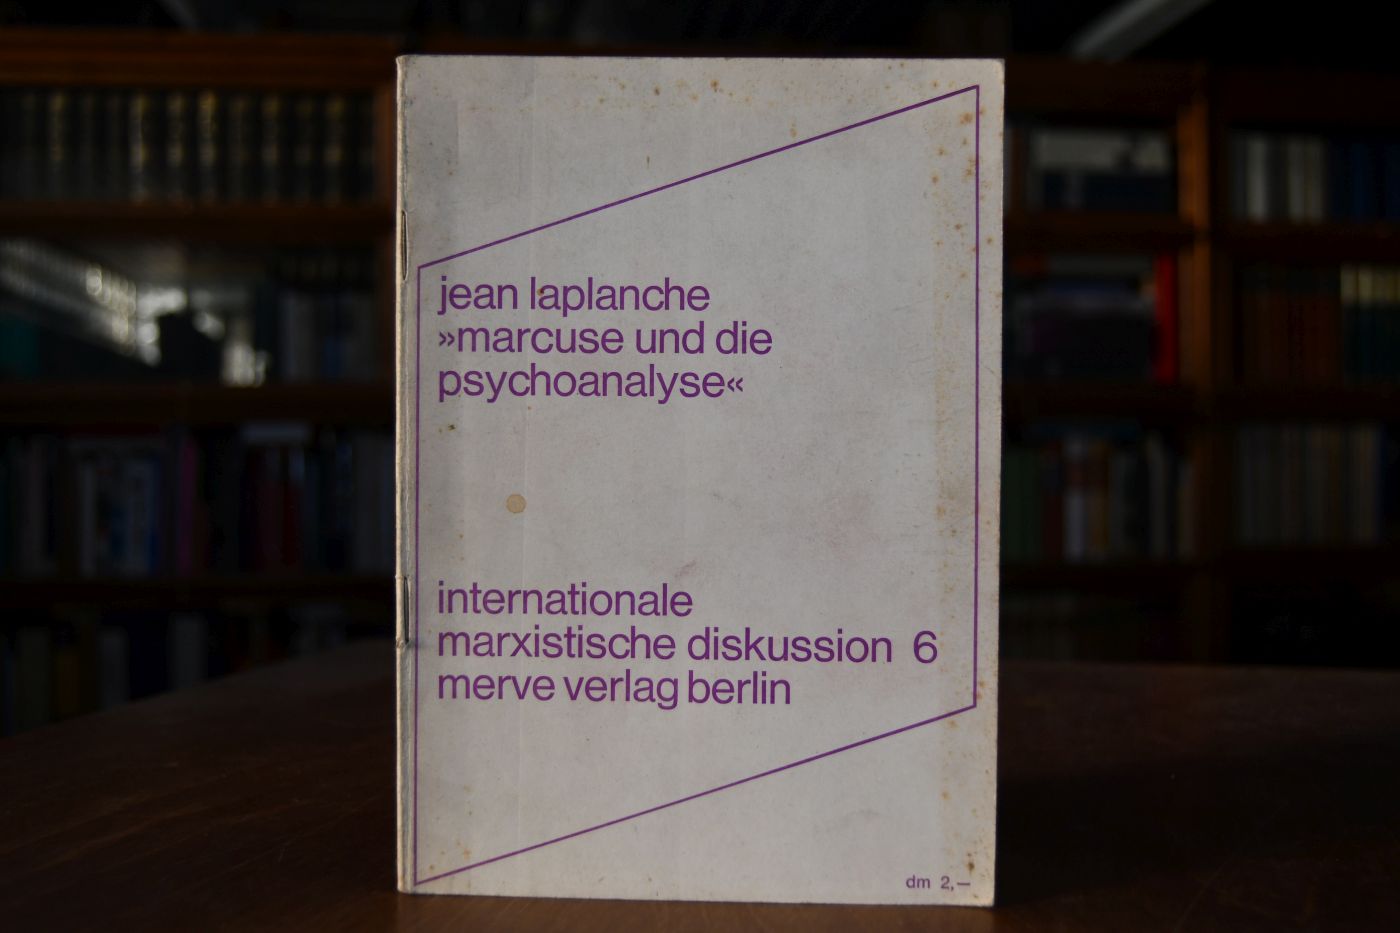 jean laplanche
»marcuse und die
psychoanalyse«
internationale
marxistische diskussion 6
merve verlag berlin
dm 2,—